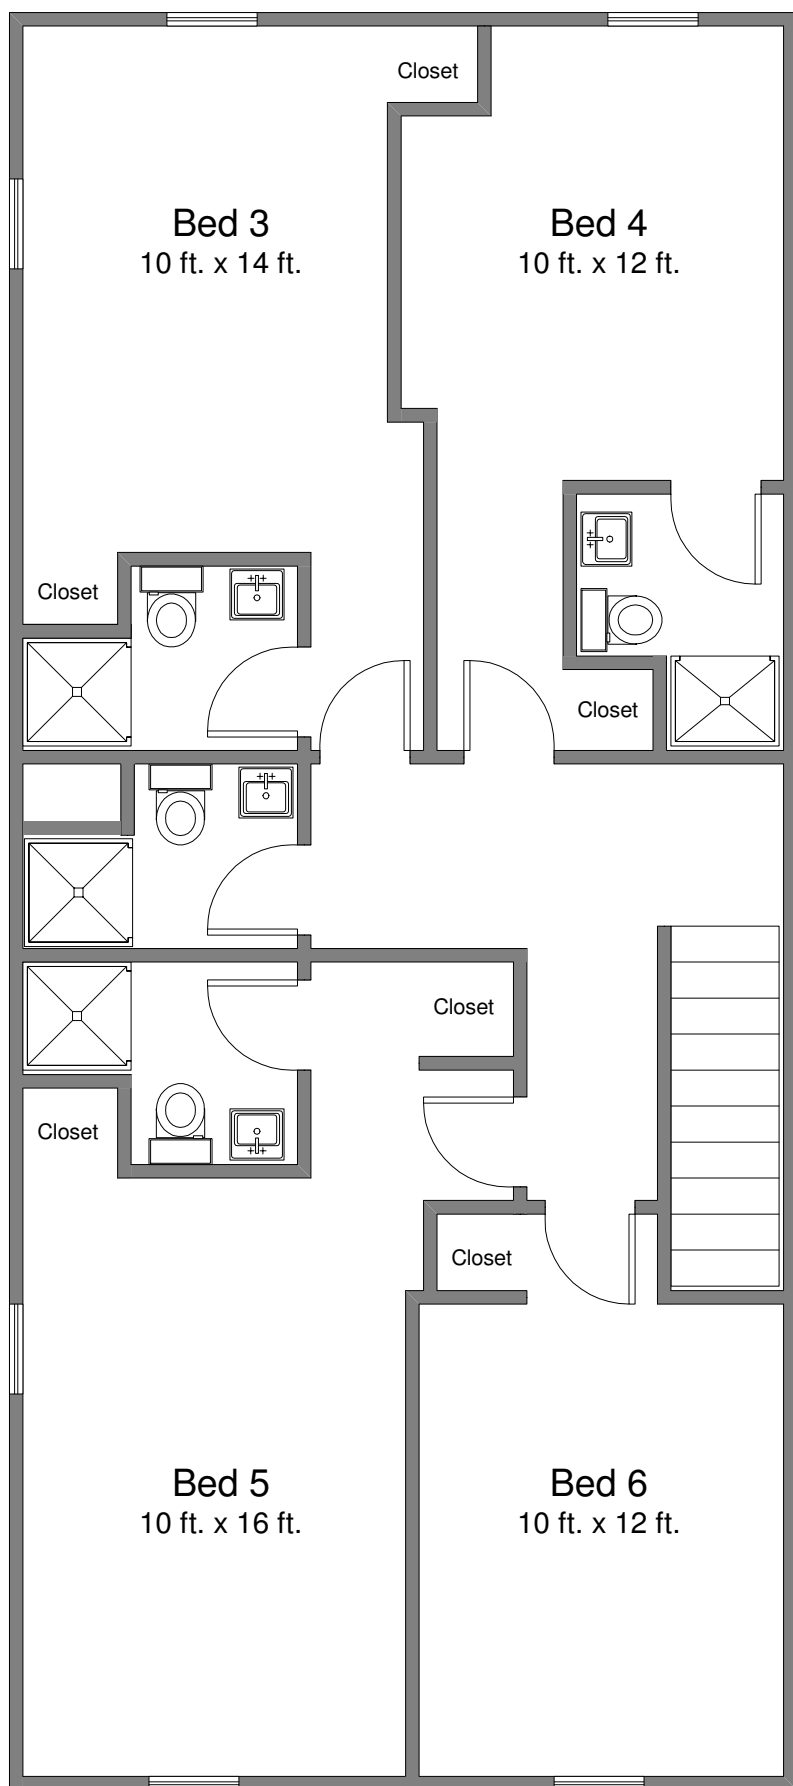 Closet
Bed 3
10 ft. x 14 ft.
Bed 4
10 ft. x 12 ft.
Closet
Closet
Closet
Closet
Closet
Bed 5
10 ft. x 16 ft.
Bed 6
10 ft. x 12 ft.